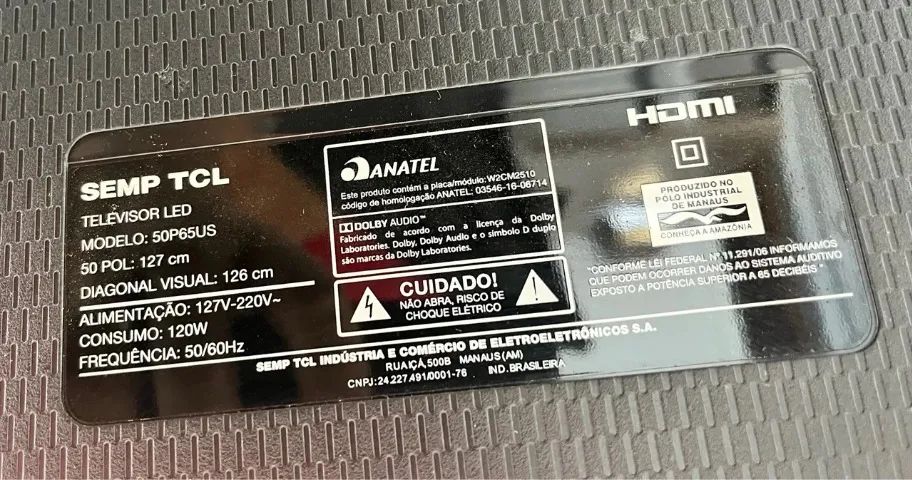 SEMP TCL
TELEVISOR LED
MODELO: 50P65US
50 POL: 127 cm
DIAGONAL VISUAL: 126 cm
ALIMENTAÇÃO: 127V-220V~
CONSUMO: 120W
FREQUÊNCIA: 50/60Hz
ANATEL
Este produto contém a placa/módulo: W2CM2510
código de homologação ANATEL: 03546-16-06714
DOLBY AUDIO™
Fabricado de acordo com a licença da Dolby
Laboratories. Dolby, Dolby Audio e o símbolo D duplo
são marcas da Dolby Laboratories.
CUIDADO!
NÃO ABRA, RISCO DE
CHOQUE ELÉTRICO
HDMI
PRODUZIDO NO
POLO INDUSTRIAL
DE MANAUS
CONHEÇA A AMAZÔNIA
"CONFORME LEI FEDERAL Nº 11.291/06 INFORMAMOS
QUE PODEM OCORRER DANOS AO SISTEMA AUDITIVO
EXPOSTO A POTÊNCIA SUPERIOR A 85 DECIBÉIS"
SEMP TCL INDÚSTRIA E COMÉRCIO DE ELETROELETRÔNICOS S.A.
RUA IÇÁ, 500B MANAUS (AM)
CNPJ: 24.227.491/0001-76 IND. BRASILEIRA